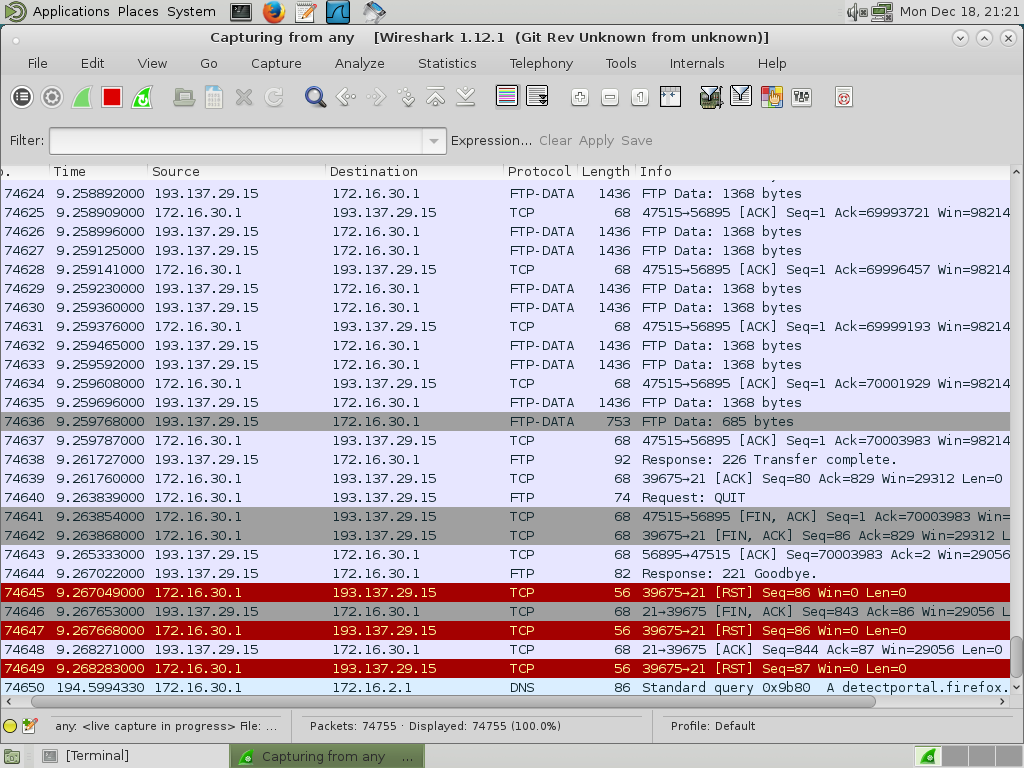 Applications Places System Mon Dec 18, 21:21
Capturing from any [Wireshark 1.12.1 (Git Rev Unknown from unknown)]
File Edit View Go Capture Analyze Statistics Telephony Tools Internals Help
Filter: Expression... Clear Apply Save
Time Source Destination Protocol Length Info
74624 9.258892000 193.137.29.15 172.16.30.1 FTP-DATA 1436 FTP Data: 1368 bytes
74625 9.258909000 172.16.30.1 193.137.29.15 TCP 68 47515→56895 [ACK] Seq=1 Ack=69993721 Win=98214
74626 9.258996000 193.137.29.15 172.16.30.1 FTP-DATA 1436 FTP Data: 1368 bytes
74627 9.259125000 193.137.29.15 172.16.30.1 FTP-DATA 1436 FTP Data: 1368 bytes
74628 9.259141000 172.16.30.1 193.137.29.15 TCP 68 47515→56895 [ACK] Seq=1 Ack=69996457 Win=98214
74629 9.259230000 193.137.29.15 172.16.30.1 FTP-DATA 1436 FTP Data: 1368 bytes
74630 9.259360000 193.137.29.15 172.16.30.1 FTP-DATA 1436 FTP Data: 1368 bytes
74631 9.259376000 172.16.30.1 193.137.29.15 TCP 68 47515→56895 [ACK] Seq=1 Ack=69999193 Win=98214
74632 9.259465000 193.137.29.15 172.16.30.1 FTP-DATA 1436 FTP Data: 1368 bytes
74633 9.259592000 193.137.29.15 172.16.30.1 FTP-DATA 1436 FTP Data: 1368 bytes
74634 9.259608000 172.16.30.1 193.137.29.15 TCP 68 47515→56895 [ACK] Seq=1 Ack=70001929 Win=98214
74635 9.259696000 193.137.29.15 172.16.30.1 FTP-DATA 1436 FTP Data: 1368 bytes
74636 9.259768000 193.137.29.15 172.16.30.1 FTP-DATA 753 FTP Data: 685 bytes
74637 9.259787000 172.16.30.1 193.137.29.15 TCP 68 47515→56895 [ACK] Seq=1 Ack=70003983 Win=98214
74638 9.261727000 193.137.29.15 172.16.30.1 FTP 92 Response: 226 Transfer complete.
74639 9.261760000 172.16.30.1 193.137.29.15 TCP 68 39675→21 [ACK] Seq=80 Ack=829 Win=29312 Len=0
74640 9.263839000 172.16.30.1 193.137.29.15 FTP 74 Request: QUIT
74641 9.263854000 172.16.30.1 193.137.29.15 TCP 68 47515→56895 [FIN, ACK] Seq=1 Ack=70003983 Win=
74642 9.263868000 172.16.30.1 193.137.29.15 TCP 68 39675→21 [FIN, ACK] Seq=86 Ack=829 Win=29312 L
74643 9.265333000 193.137.29.15 172.16.30.1 TCP 68 56895→47515 [ACK] Seq=70003983 Ack=2 Win=29056
74644 9.267022000 193.137.29.15 172.16.30.1 FTP 82 Response: 221 Goodbye.
74645 9.267049000 172.16.30.1 193.137.29.15 TCP 56 39675→21 [RST] Seq=86 Win=0 Len=0
74646 9.267653000 193.137.29.15 172.16.30.1 TCP 68 21→39675 [FIN, ACK] Seq=843 Ack=86 Win=29056 L
74647 9.267668000 172.16.30.1 193.137.29.15 TCP 56 39675→21 [RST] Seq=86 Win=0 Len=0
74648 9.268271000 193.137.29.15 172.16.30.1 TCP 68 21→39675 [ACK] Seq=844 Ack=87 Win=29056 Len=0
74649 9.268283000 172.16.30.1 193.137.29.15 TCP 56 39675→21 [RST] Seq=87 Win=0 Len=0
74650 194.5994330 172.16.30.1 172.16.2.1 DNS 86 Standard query 0x9b80 A detectportal.firefox.
any: <live capture in progress> File: ... Packets: 74755 · Displayed: 74755 (100.0%) Profile: Default
[Terminal] Capturing from any ...